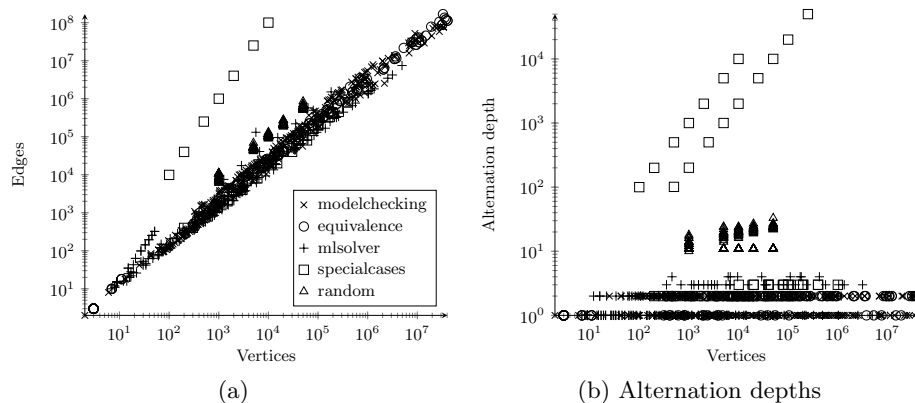 10^8
10^7
10^6
10^5
10^4
10^3
10^2
10^1
Edges
10^1 10^2 10^3 10^4 10^5 10^6 10^7
Vertices
modelchecking
equivalence
mlsolver
specialcases
random
(a)
10^4
10^3
10^2
10^1
10^0
Alternation depth
10^1 10^2 10^3 10^4 10^5 10^6 10^7
Vertices
(b) Alternation depths